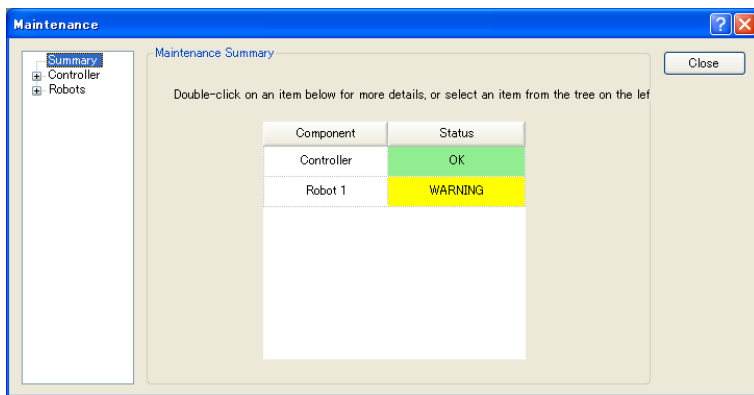 Maintenance
Summary
Controller
Robots
Maintenance Summary
Double-click on an item below for more details, or select an item from the tree on the lef
Component Status
Controller OK
Robot 1 WARNING
Close